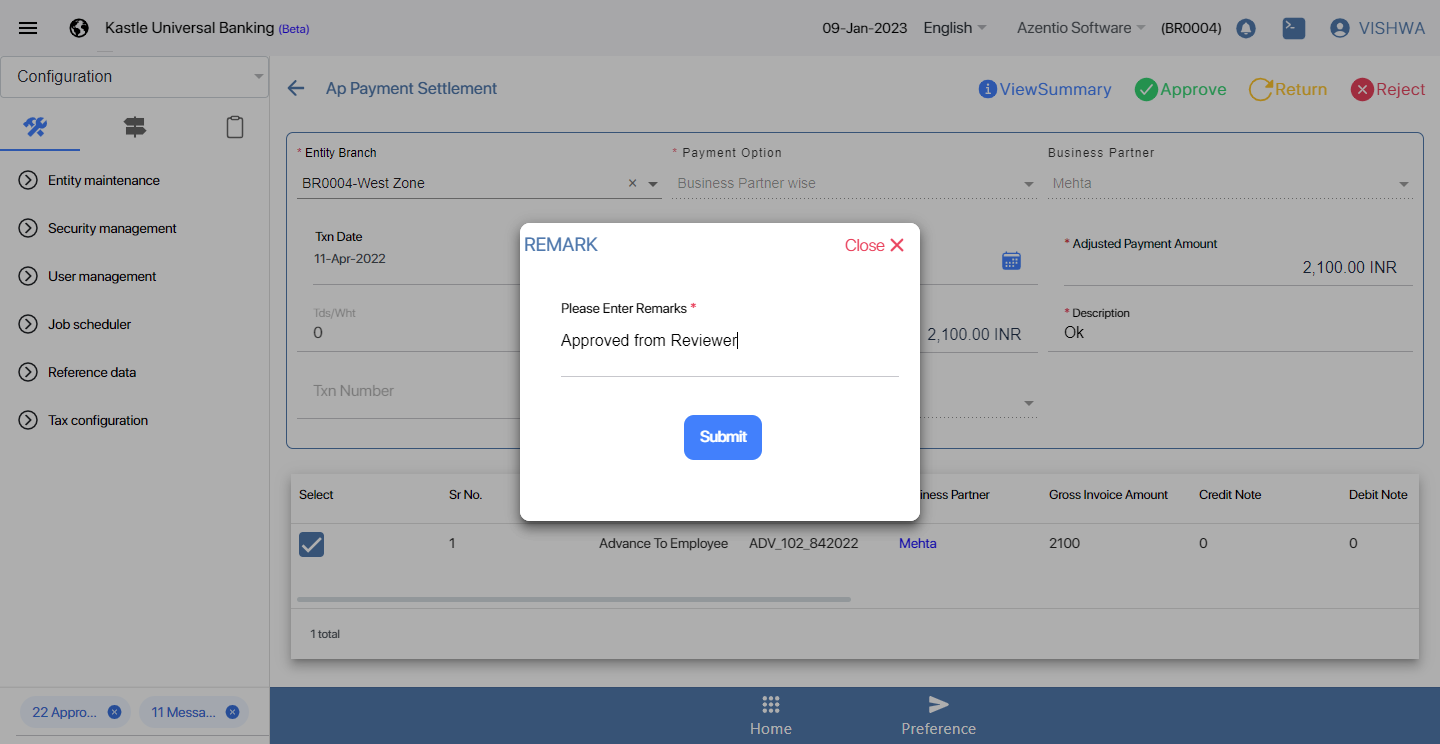 Kastle Universal Banking (Beta)
09-Jan-2023 English Azentio Software (BR0004) VISHWA
Configuration
Ap Payment Settlement
ViewSummary Approve Return Reject
Entity maintenance
Security management
User management
Job scheduler
Reference data
Tax configuration
* Entity Branch * Payment Option Business Partner
BR0004-West Zone × Business Partner wise Mehta
Txn Date * Adjusted Payment Amount
11-Apr-2022 2,100.00 INR
Tds/Wht * Description
0 2,100.00 INR Ok
Txn Number
REMARK Close
Please Enter Remarks *
Approved from Reviewer
Submit
Select Sr No. Partner Gross Invoice Amount Credit Note Debit Note
1 Advance To Employee ADV_102_842022 Mehta 2100 0 0
1 total
22 Appro... 11 Messa...
Home Preference